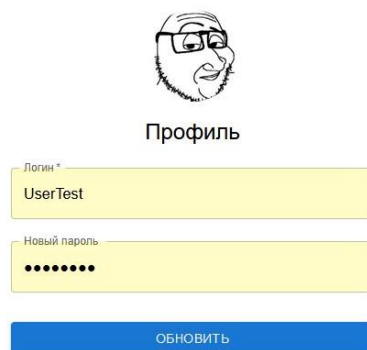 Профиль
Логин *
UserTest
Новый пароль
●●●●●●●●
ОБНОВИТЬ